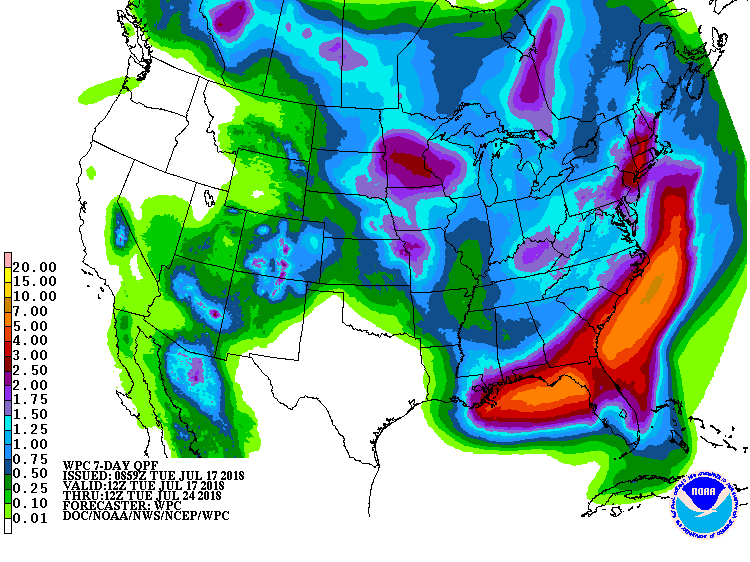 20.00
15.00
10.00
7.00
5.00
4.00
3.00
2.50
2.00
1.75
1.50
1.25
1.00
0.75
0.50
0.25
0.10
0.01
WPC 7-DAY QPF
ISSUED: 0859Z TUE JUL 17 2018
VALID:12Z TUE JUL 17 2018
THRU:12Z TUE JUL 24 2018
FORECASTER: WPC
DOC/NOAA/NWS/NCEP/WPC
NOAA